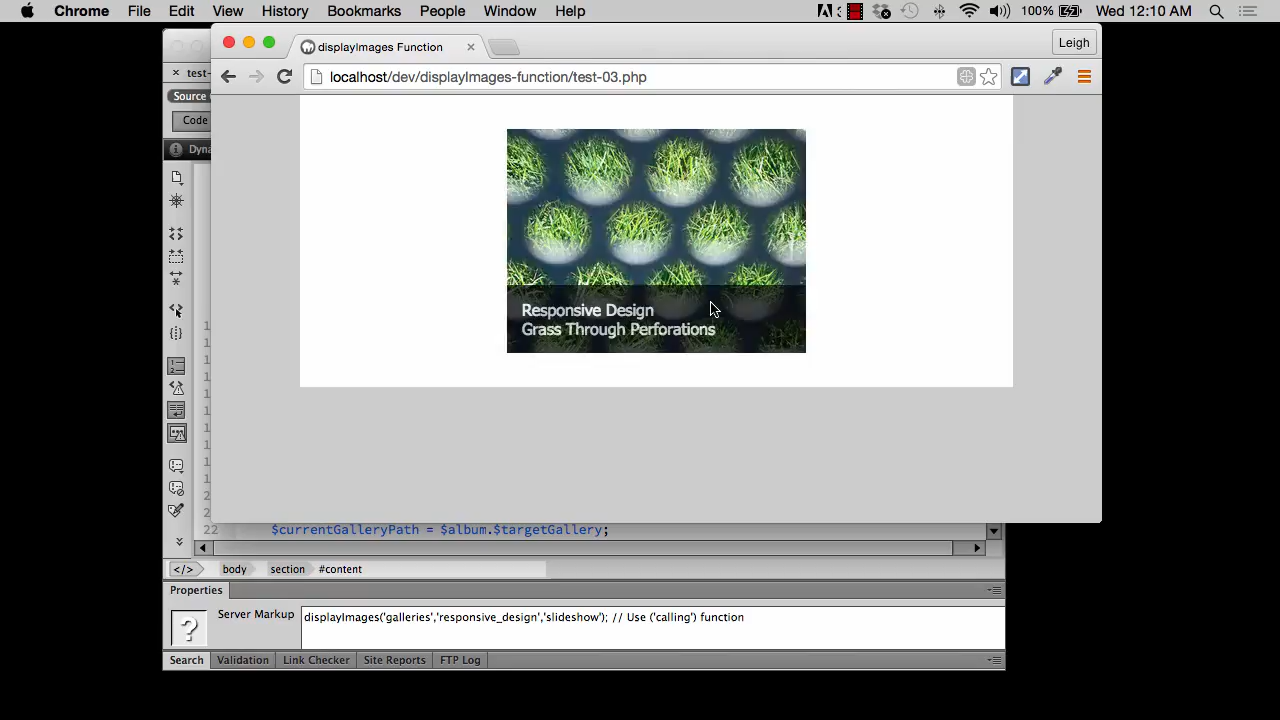 Chrome File Edit View History Bookmarks People Window Help
100% Wed 12:10 AM
displayImages Function
Leigh
localhost/dev/displayImages-function/test-03.php
test-
Source
Code
Dyna
Responsive Design
Grass Through Perforations
22 $currentGalleryPath = $album.$targetGallery;
</> body section #content
Properties
Server Markup displayImages('galleries','responsive_design','slideshow'); // Use ('calling') function
?
Search Validation Link Checker Site Reports FTP Log